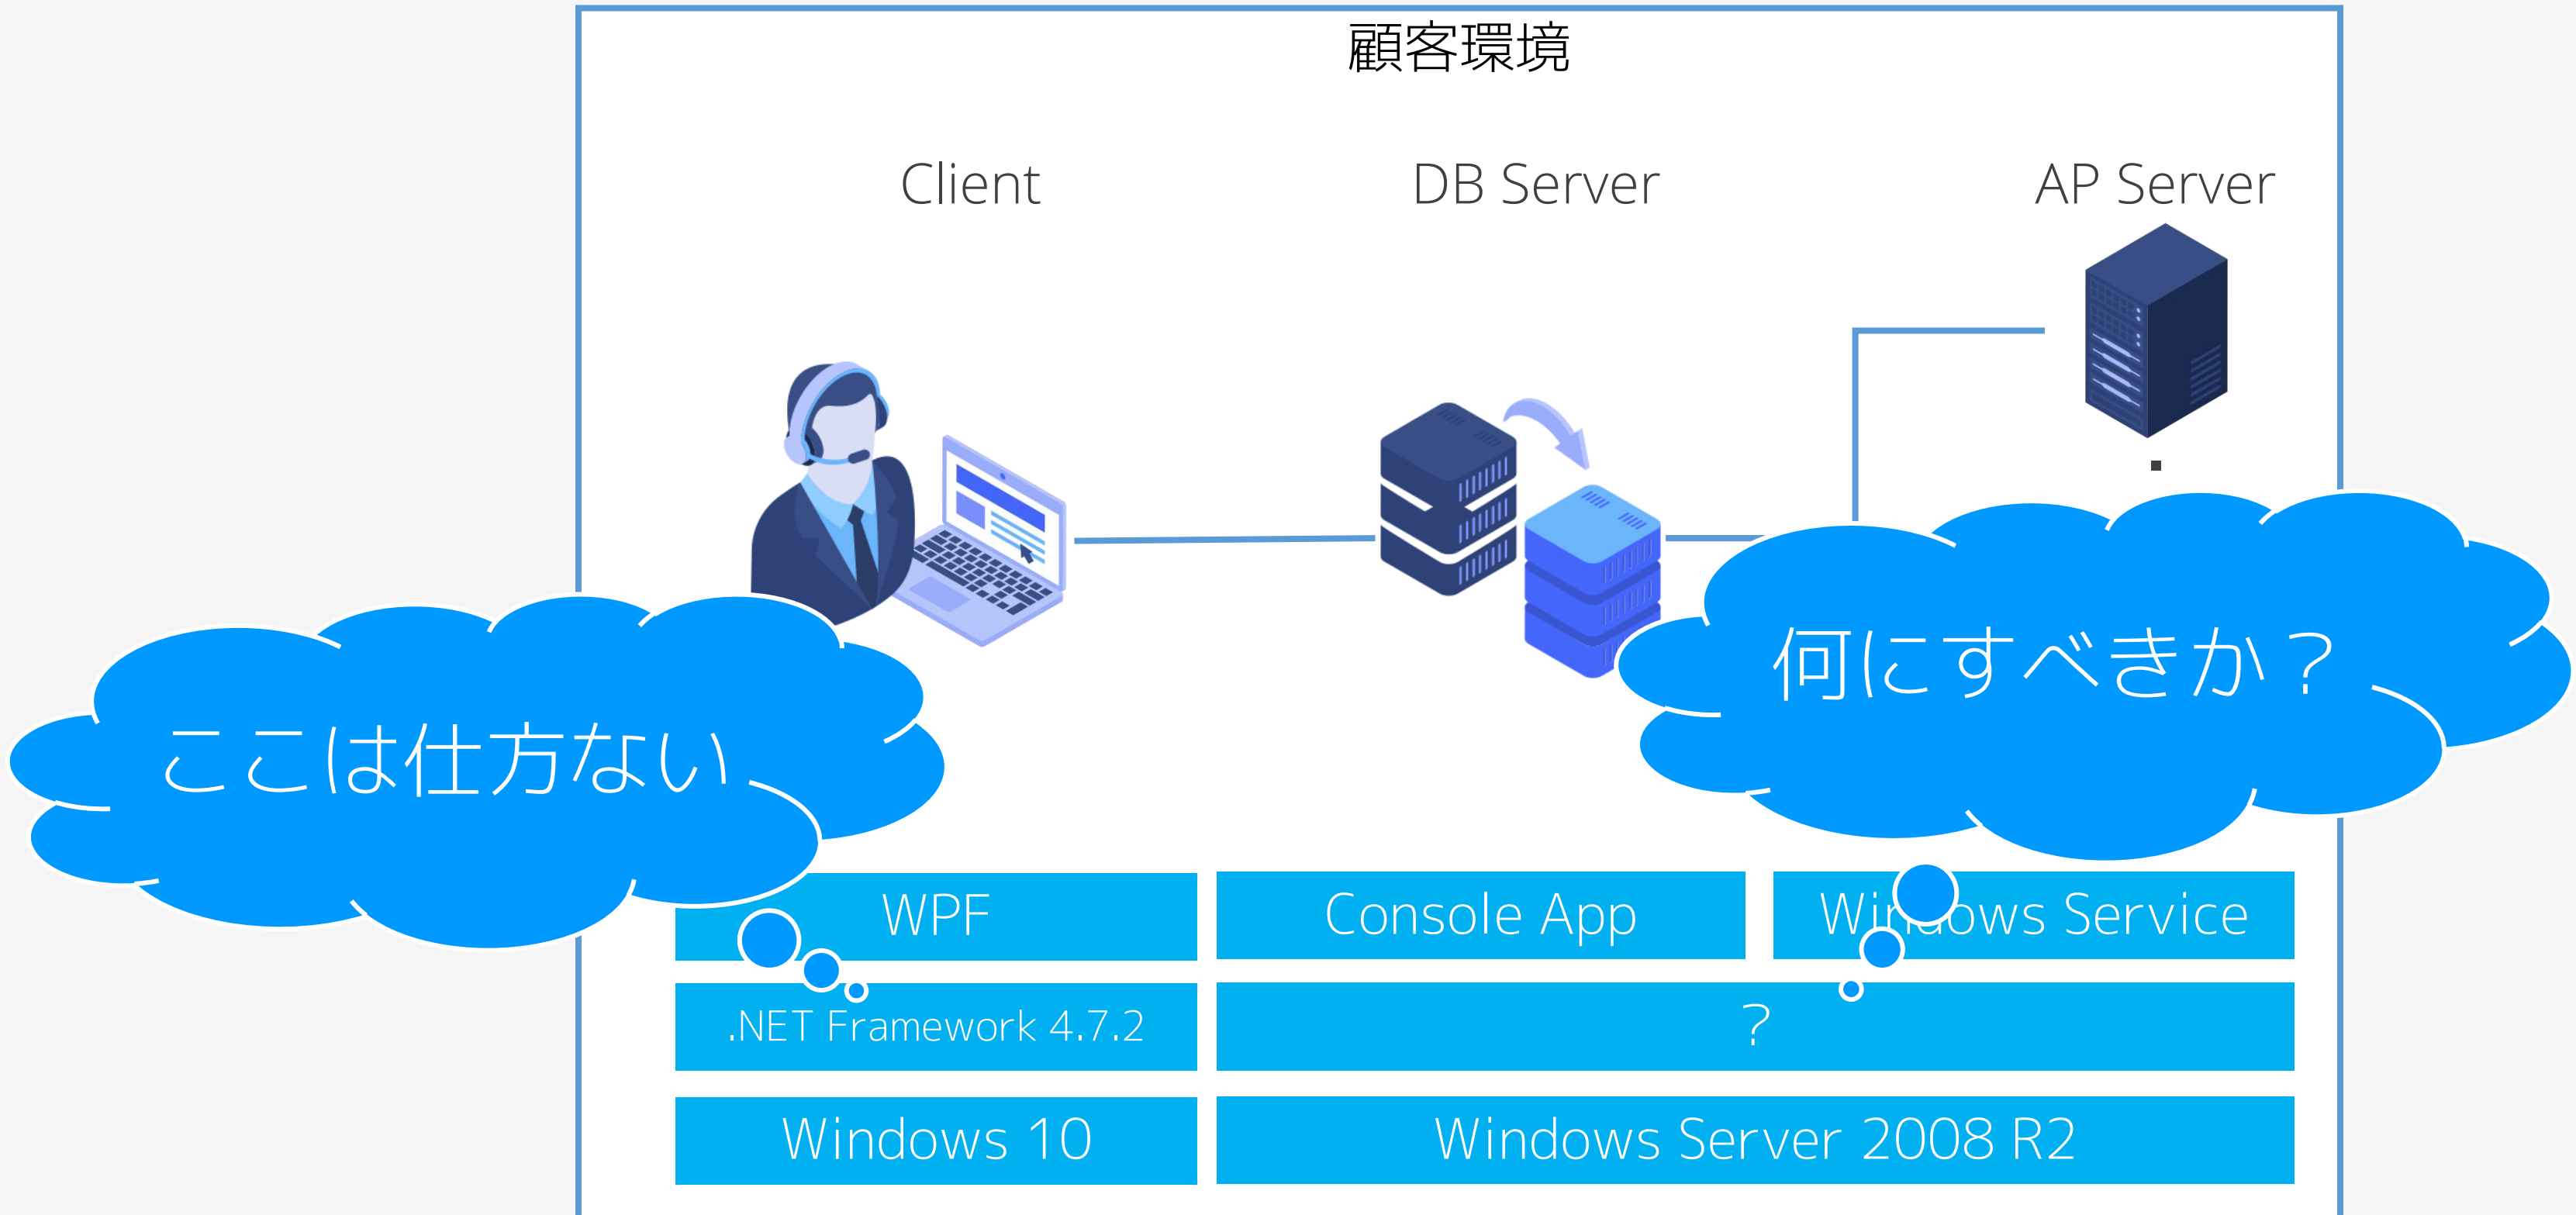 顧客環境
Client
DB Server
AP Server
ここは仕方ない
何にすべきか？
WPF
Console App
Windows Service
.NET Framework 4.7.2
?
Windows 10
Windows Server 2008 R2